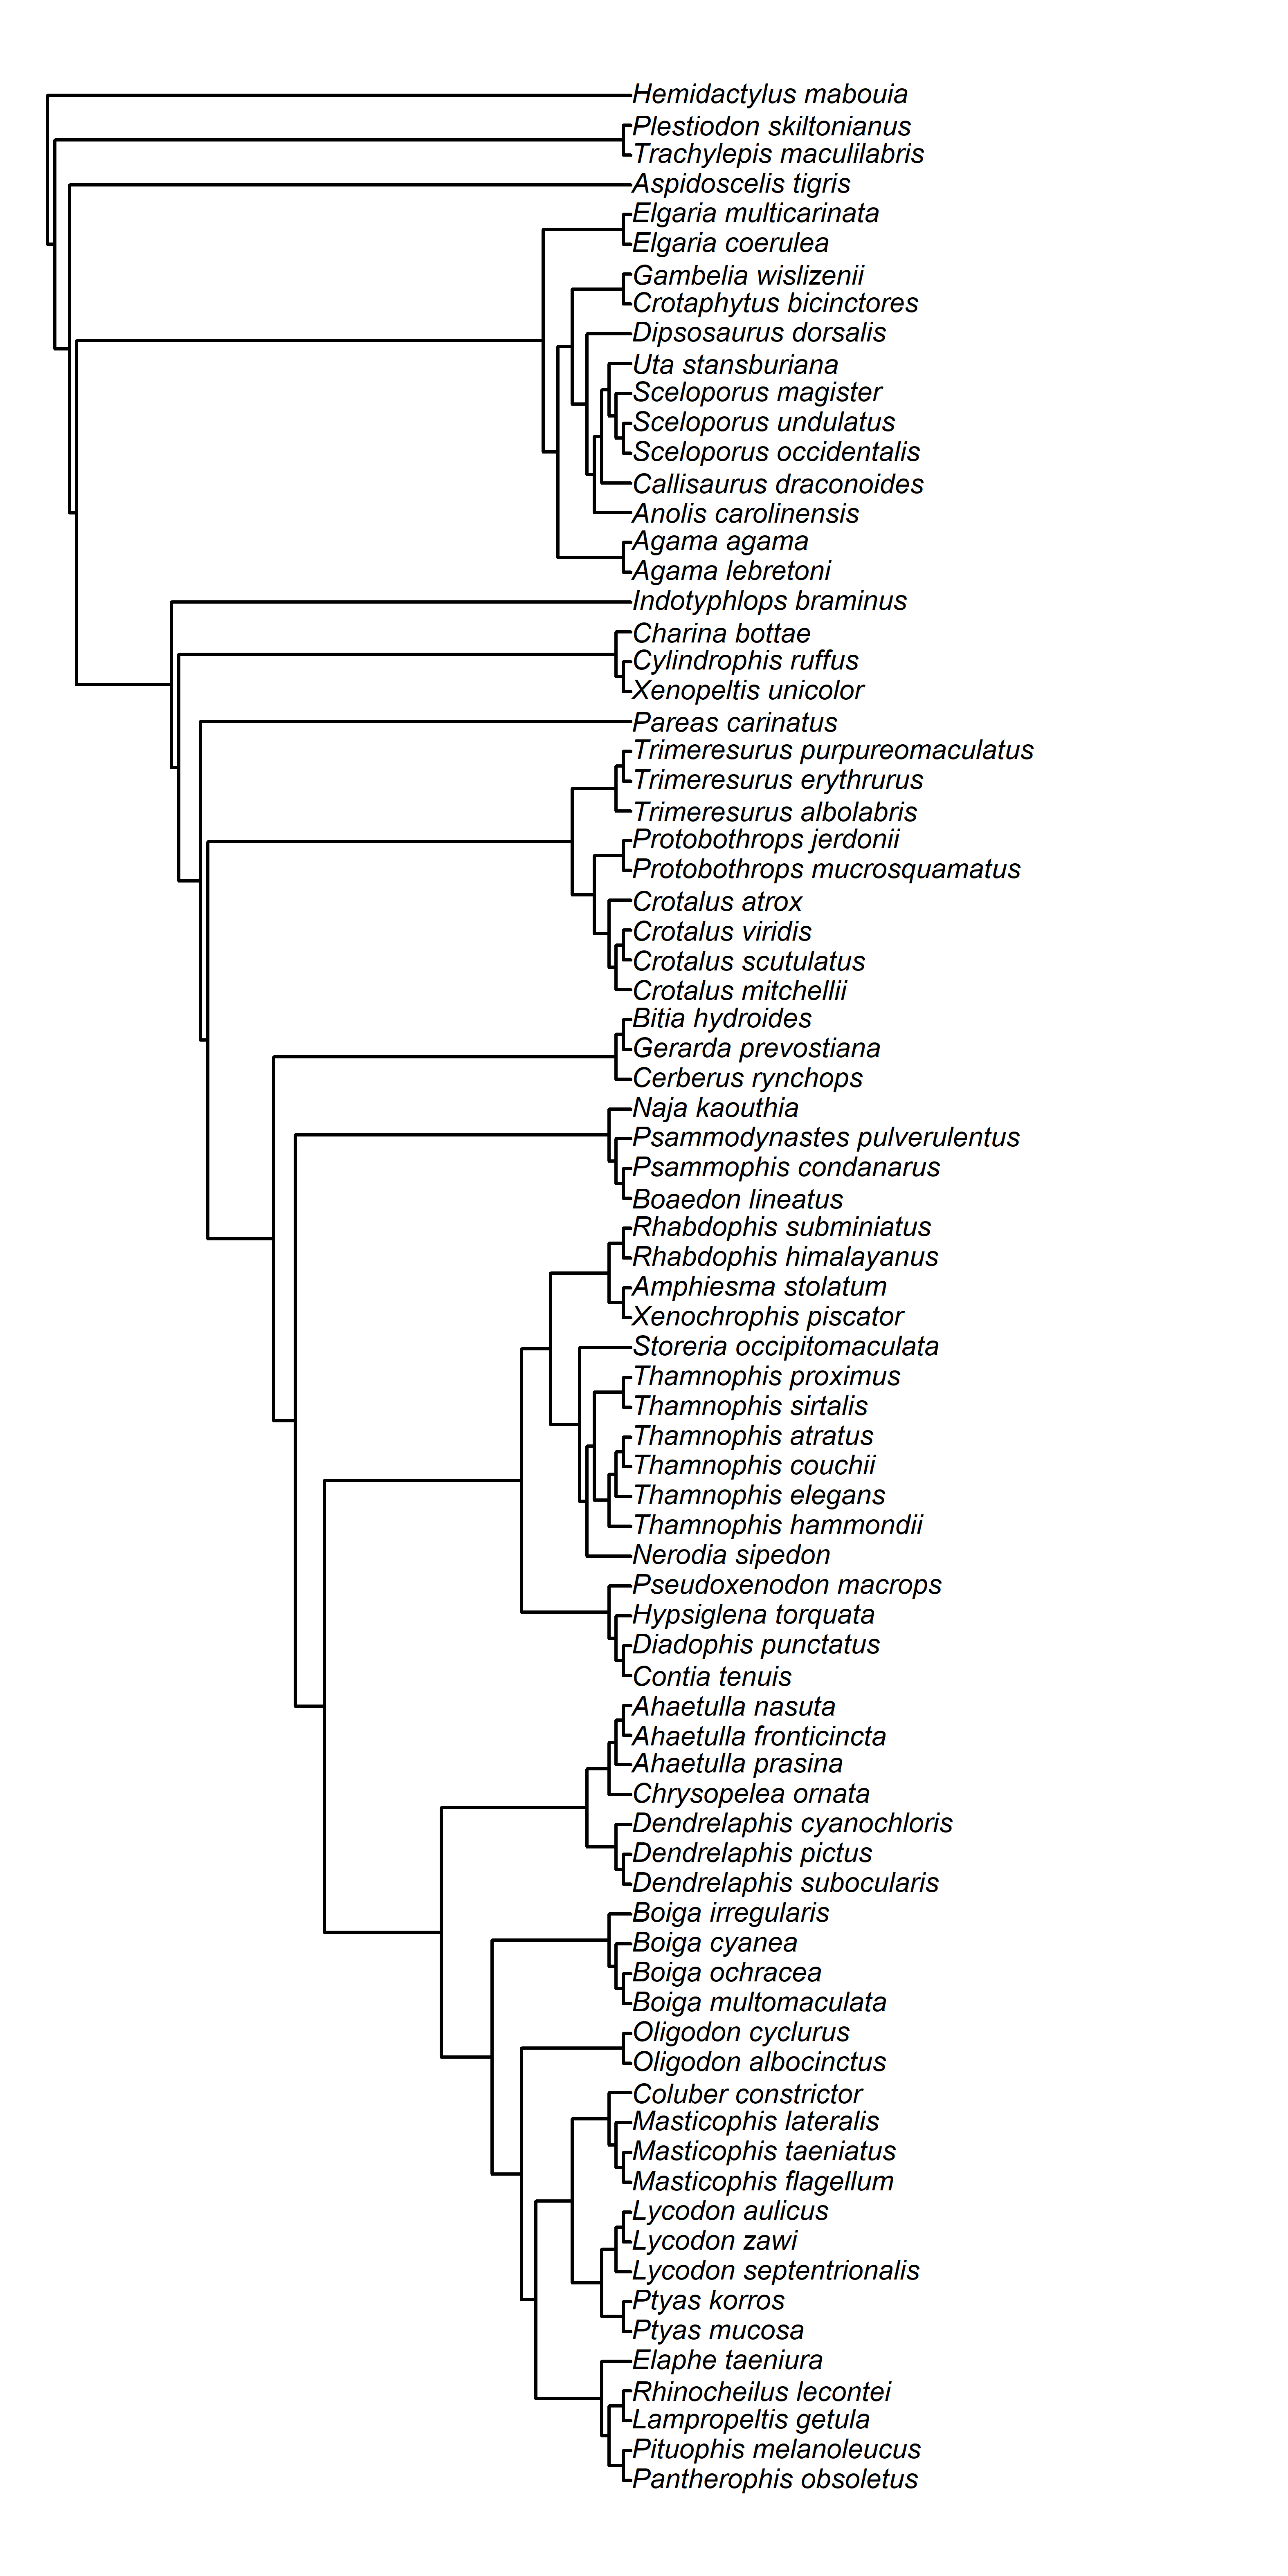 Hemidactylus mabouia
Plestiodon skiltonianus
Trachylepis maculilabris
Aspidoscelis tigris
Elgaria multicarinata
Elgaria coerulea
Gambelia wislizenii
Crotaphytus bicinctores
Dipsosaurus dorsalis
Uta stansburiana
Sceloporus magister
Sceloporus undulatus
Sceloporus occidentalis
Callisaurus draconoides
Anolis carolinensis
Agama agama
Agama lebretoni
Indotyphlops braminus
Charina bottae
Cylindrophis ruffus
Xenopeltis unicolor
Pareas carinatus
Trimeresurus purpureomaculatus
Trimeresurus erythrurus
Trimeresurus albolabris
Protobothrops jerdonii
Protobothrops mucrosquamatus
Crotalus atrox
Crotalus viridis
Crotalus scutulatus
Crotalus mitchellii
Bitia hydroides
Gerarda prevostiana
Cerberus rynchops
Naja kaouthia
Psammodynastes pulverulentus
Psammophis condanarus
Boaedon lineatus
Rhabdophis subminiatus
Rhabdophis himalayanus
Amphiesma stolatum
Xenochrophis piscator
Storeria occipitomaculata
Thamnophis proximus
Thamnophis sirtalis
Thamnophis atratus
Thamnophis couchii
Thamnophis elegans
Thamnophis hammondii
Nerodia sipedon
Pseudoxenodon macrops
Hypsiglena torquata
Diadophis punctatus
Contia tenuis
Ahaetulla nasuta
Ahaetulla fronticincta
Ahaetulla prasina
Chrysopelea ornata
Dendrelaphis cyanochloris
Dendrelaphis pictus
Dendrelaphis subocularis
Boiga irregularis
Boiga cyanea
Boiga ochracea
Boiga multomaculata
Oligodon cyclurus
Oligodon albocinctus
Coluber constrictor
Masticophis lateralis
Masticophis taeniatus
Masticophis flagellum
Lycodon aulicus
Lycodon zawi
Lycodon septentrionalis
Ptyas korros
Ptyas mucosa
Elaphe taeniura
Rhinocheilus lecontei
Lampropeltis getula
Pituophis melanoleucus
Pantherophis obsoletus